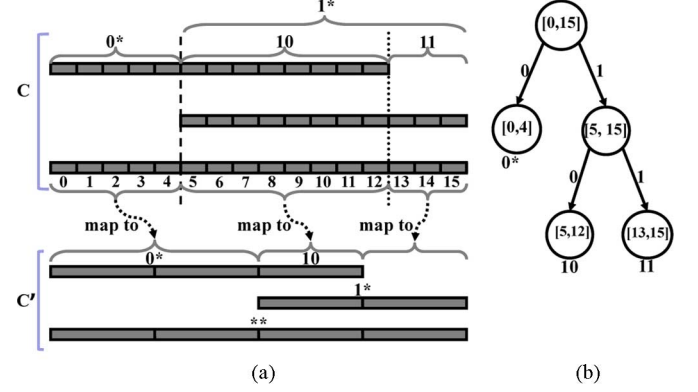 1*
0* 10 11
C
0 1 2 3 4 5 6 7 8 9 10 11 12 13 14 15
map to map to map to
0* 10
1*
C'
**
(a)
[0,15]
0 1
[0,4] [5, 15]
0*
0 1
[5,12] [13,15]
10 11
(b)